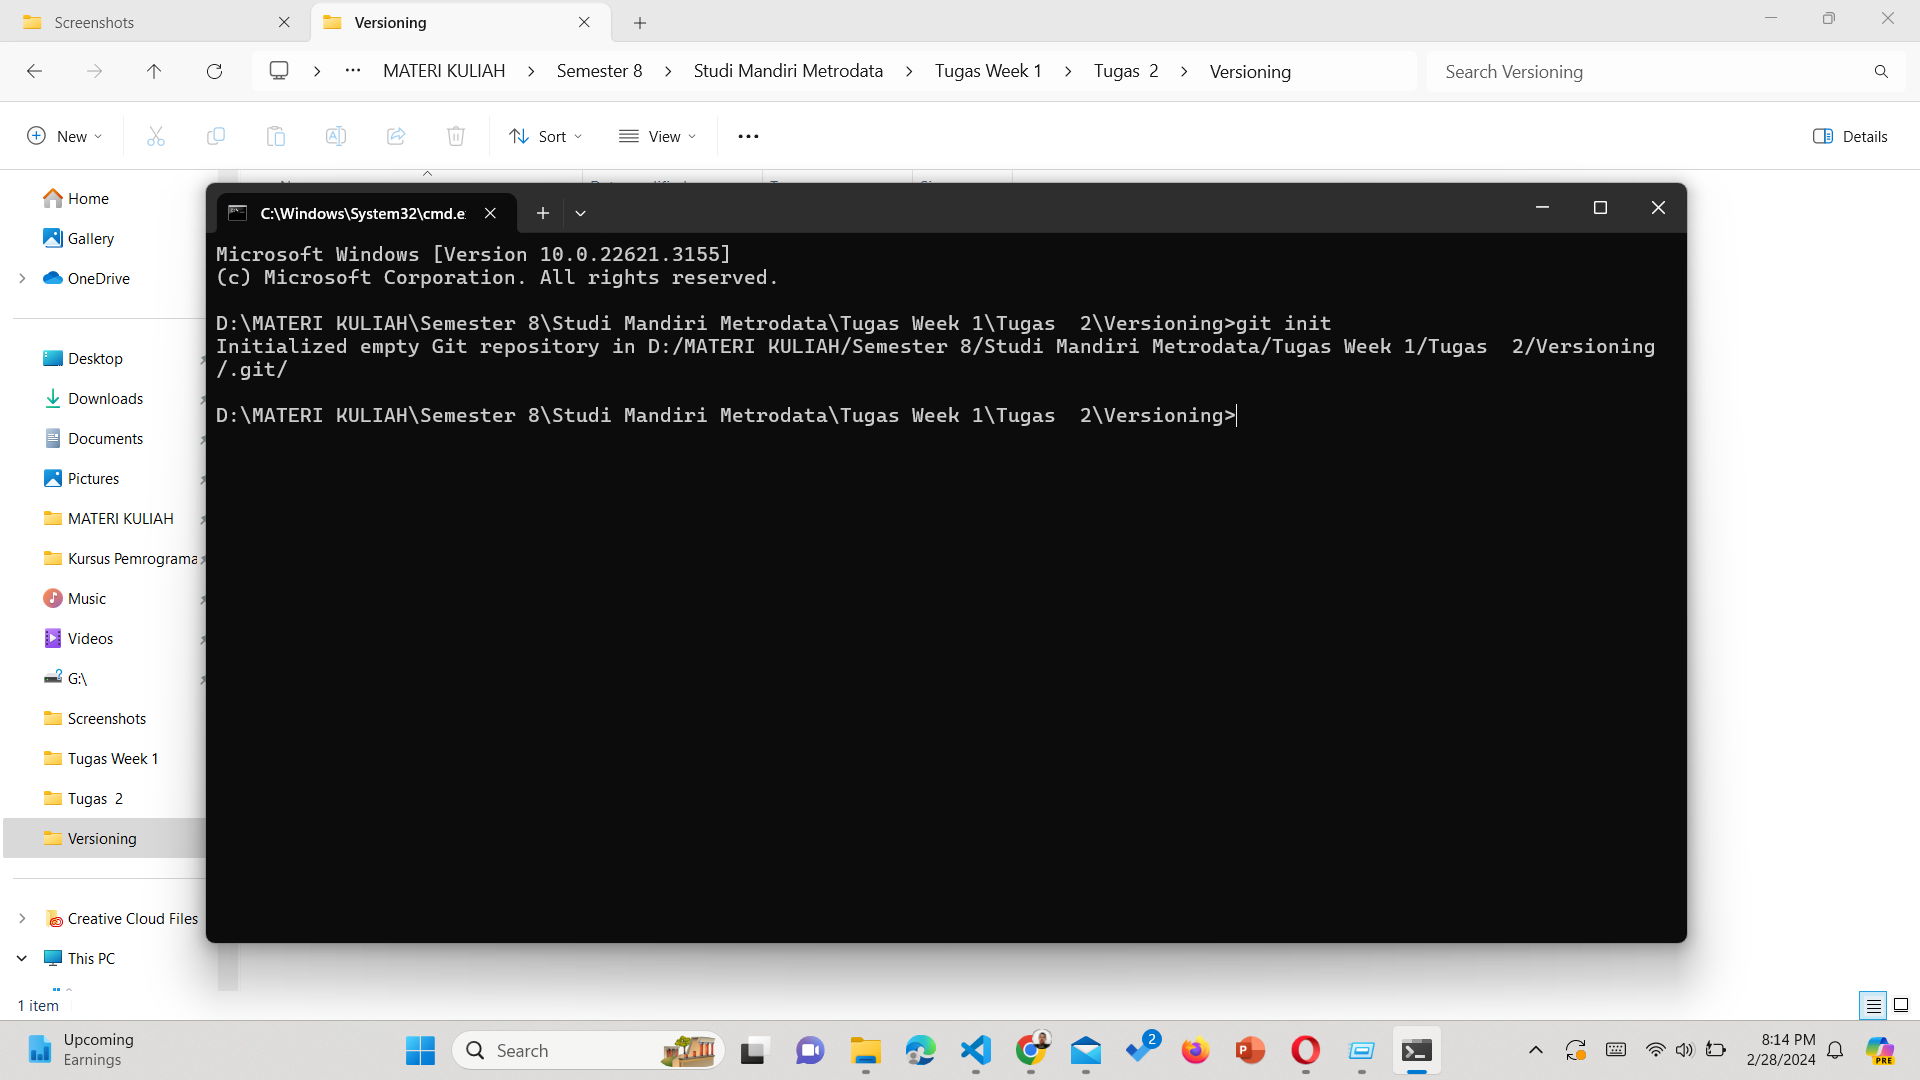 Screenshots
Versioning
MATERI KULIAH
Semester 8
Studi Mandiri Metrodata
Tugas Week 1
Tugas  2
Versioning
Search Versioning
New
Sort
View
Details
Home
Gallery
OneDrive
Desktop
Downloads
Documents
Pictures
MATERI KULIAH
Kursus Pemrograma
Music
Videos
G:\
Screenshots
Tugas Week 1
Tugas  2
Versioning
Creative Cloud Files
This PC
1 item
C:\Windows\System32\cmd.e
Microsoft Windows [Version 10.0.22621.3155]
(c) Microsoft Corporation. All rights reserved.
D:\MATERI KULIAH\Semester 8\Studi Mandiri Metrodata\Tugas Week 1\Tugas  2\Versioning>git init
Initialized empty Git repository in D:/MATERI KULIAH/Semester 8/Studi Mandiri Metrodata/Tugas Week 1/Tugas  2/Versioning
/.git/
D:\MATERI KULIAH\Semester 8\Studi Mandiri Metrodata\Tugas Week 1\Tugas  2\Versioning>
Upcoming
Earnings
Search
2
8:14 PM
2/28/2024
PRE